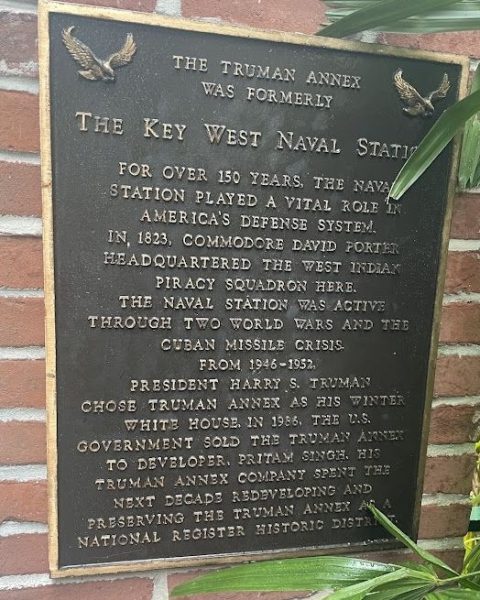 THE TRUMAN ANNEX
WAS FORMERLY
THE KEY WEST NAVAL STATIO
FOR OVER 150 YEARS, THE NAVA
STATION PLAYED A VITAL ROLE IN
AMERICA'S DEFENSE SYSTEM.
IN, 1823, COMMODORE DAVID PORTER
HEADQUARTERED THE WEST INDIAN
PIRACY SQUADRON HERE.
THE NAVAL STATION WAS ACTIVE
THROUGH TWO WORLD WARS AND THE
CUBAN MISSILE CRISIS.
FROM 1946-1952,
PRESIDENT HARRY S. TRUMAN
CHOSE TRUMAN ANNEX AS HIS WINTER
WHITE HOUSE. IN 1986, THE U.S.
GOVERNMENT SOLD THE TRUMAN ANNEX
TO DEVELOPER, PRITAM SINGH. HIS
TRUMAN ANNEX COMPANY SPENT THE
NEXT DECADE REDEVELOPING AND
PRESERVING THE TRUMAN ANNEX AS A
NATIONAL REGISTER HISTORIC DISTRICT.